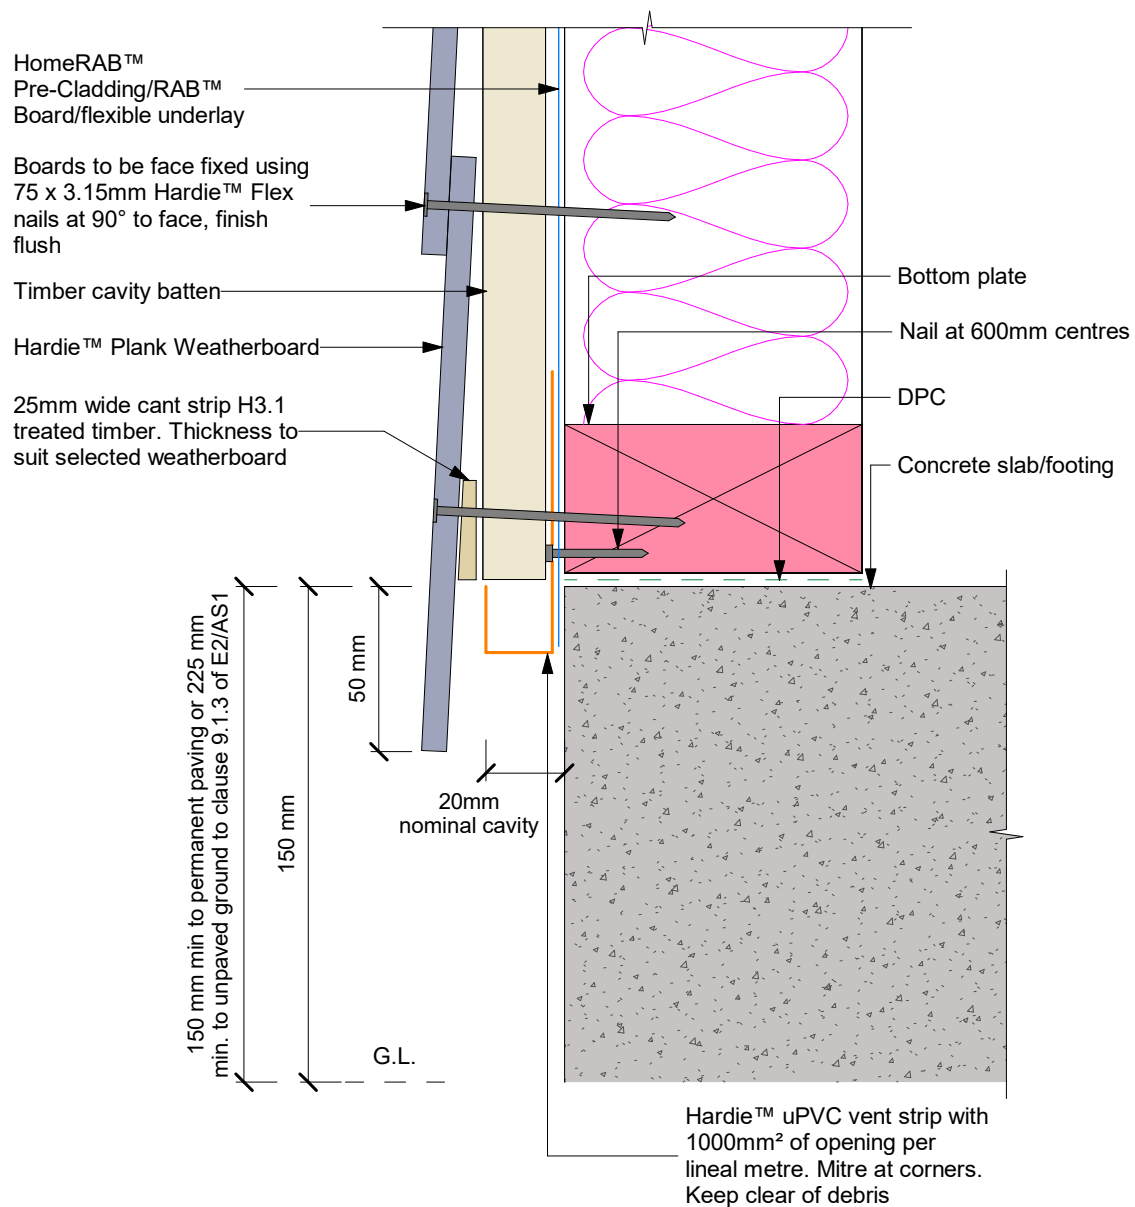 HomeRAB™
Pre-Cladding/RAB™
Board/flexible underlay
Boards to be face fixed using
75 x 3.15mm Hardie™ Flex
nails at 90° to face, finish
flush
Timber cavity batten
Hardie™ Plank Weatherboard
25mm wide cant strip H3.1
treated timber. Thickness to
suit selected weatherboard
Bottom plate
Nail at 600mm centres
DPC
Concrete slab/footing
150 mm min to permanent paving or 225 mm
min. to unpaved ground to clause 9.1.3 of E2/AS1
150 mm
50 mm
20mm
nominal cavity
G.L.
Hardie™ uPVC vent strip with
1000mm² of opening per
lineal metre. Mitre at corners.
Keep clear of debris